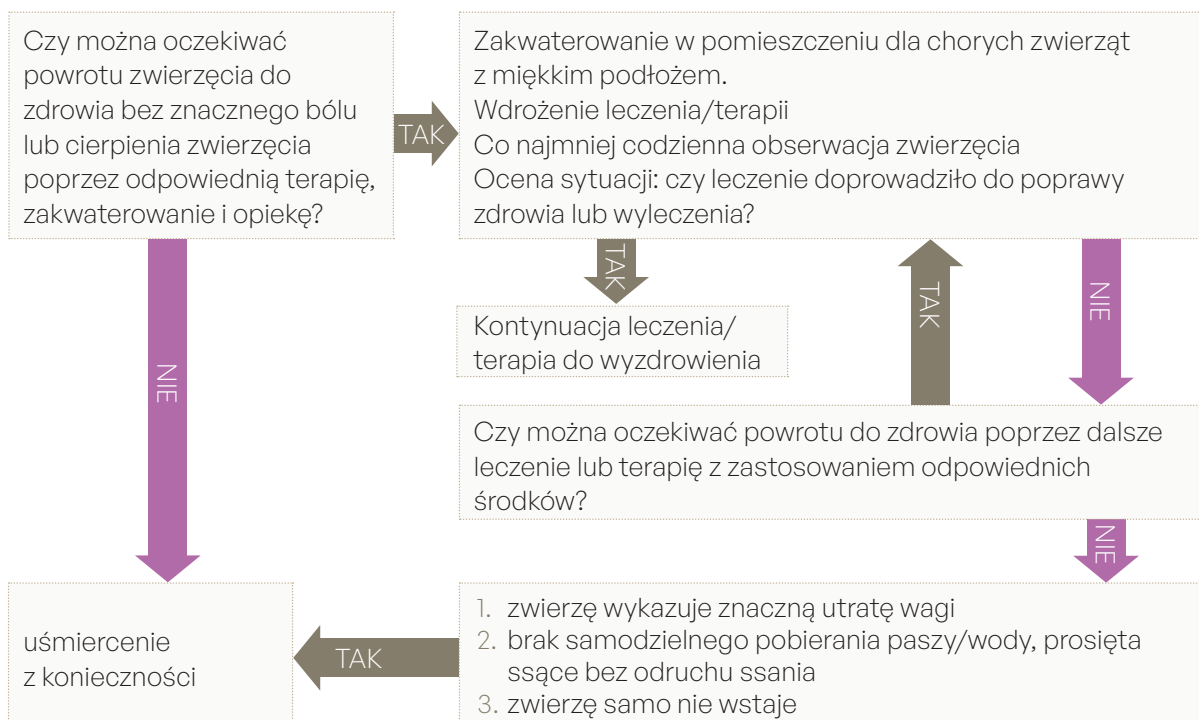 Czy można oczekiwać
powrotu zwierzęcia do
zdrowia bez znacznego bólu
lub cierpienia zwierzęcia
poprzez odpowiednią terapię,
zakwaterowanie i opiekę?
TAK
Zakwaterowanie w pomieszczeniu dla chorych zwierząt
z miękkim podłożem.
Wdrożenie leczenia/terapii
Co najmniej codzienna obserwacja zwierzęcia
Ocena sytuacji: czy leczenie doprowadziło do poprawy
zdrowia lub wyleczenia?
TAK
Kontynuacja leczenia/
terapia do wyzdrowienia
TAK
NIE
NIE
Czy można oczekiwać powrotu do zdrowia poprzez dalsze
leczenie lub terapię z zastosowaniem odpowiednich
środków?
NIE
1. zwierzę wykazuje znaczną utratę wagi
2. brak samodzielnego pobierania paszy/wody, prosięta
ssące bez odruchu ssania
3. zwierzę samo nie wstaje
TAK
uśmiercenie
z konieczności